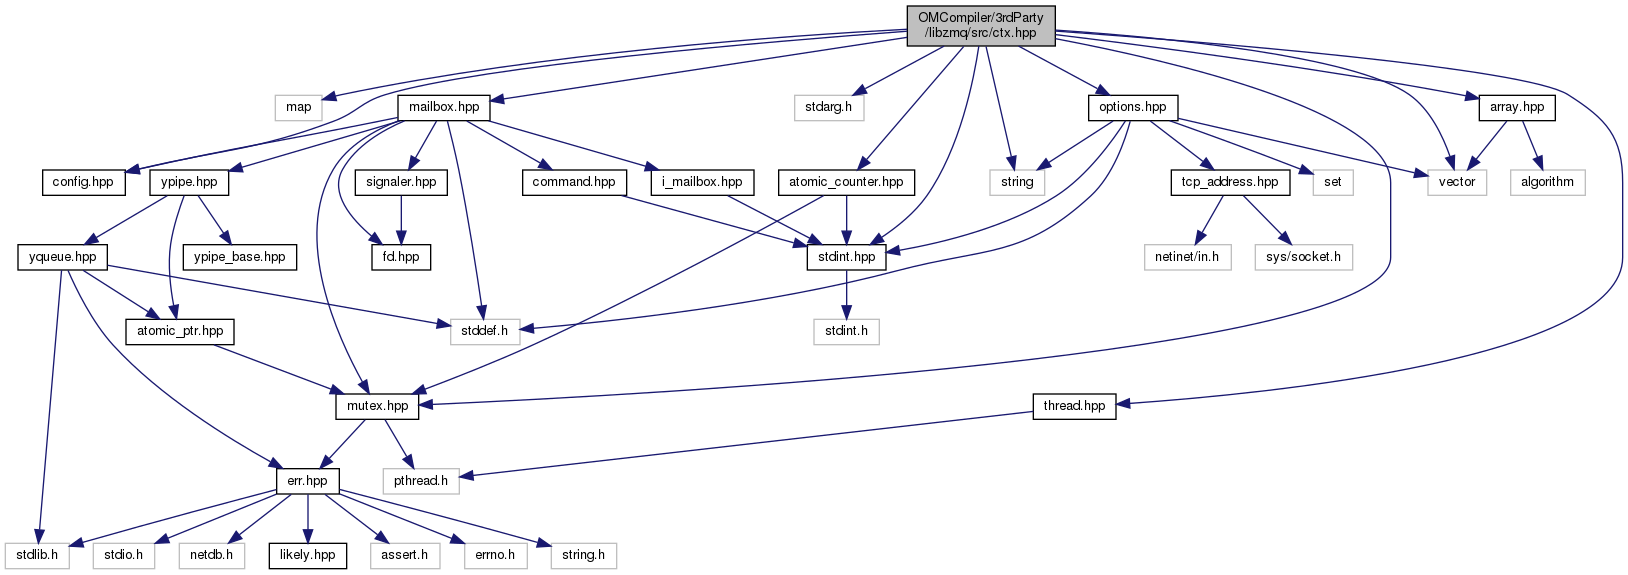 OMCompiler/3rdParty
/libzmq/src/ctx.hpp
map
mailbox.hpp
stdarg.h
options.hpp
array.hpp
config.hpp
ypipe.hpp
signaler.hpp
command.hpp
i_mailbox.hpp
atomic_counter.hpp
string
tcp_address.hpp
set
vector
algorithm
yqueue.hpp
ypipe_base.hpp
fd.hpp
stdint.hpp
netinet/in.h
sys/socket.h
atomic_ptr.hpp
stddef.h
stdint.h
mutex.hpp
thread.hpp
err.hpp
pthread.h
stdlib.h
stdio.h
netdb.h
likely.hpp
assert.h
errno.h
string.h